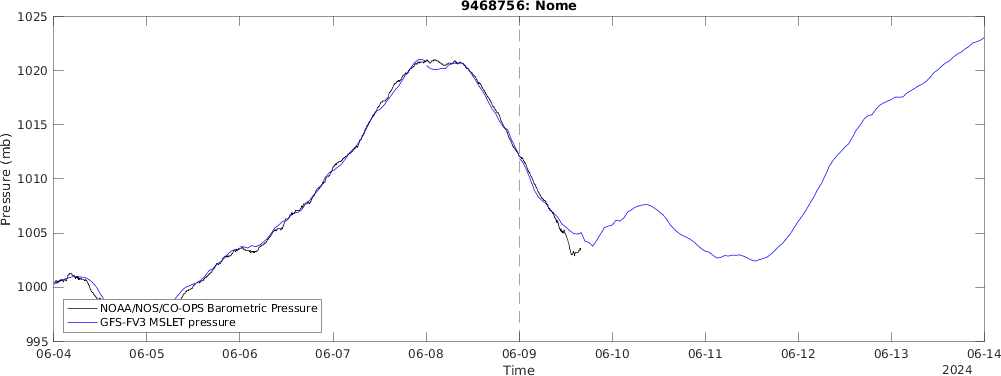 9468756: Nome
1025
1020
1015
1010
1005
1000
995
Pressure (mb)
NOAA/NOS/CO-OPS Barometric Pressure
GFS-FV3 MSLET pressure
06-04 06-05 06-06 06-07 06-08 06-09 06-10 06-11 06-12 06-13 06-14
Time
2024